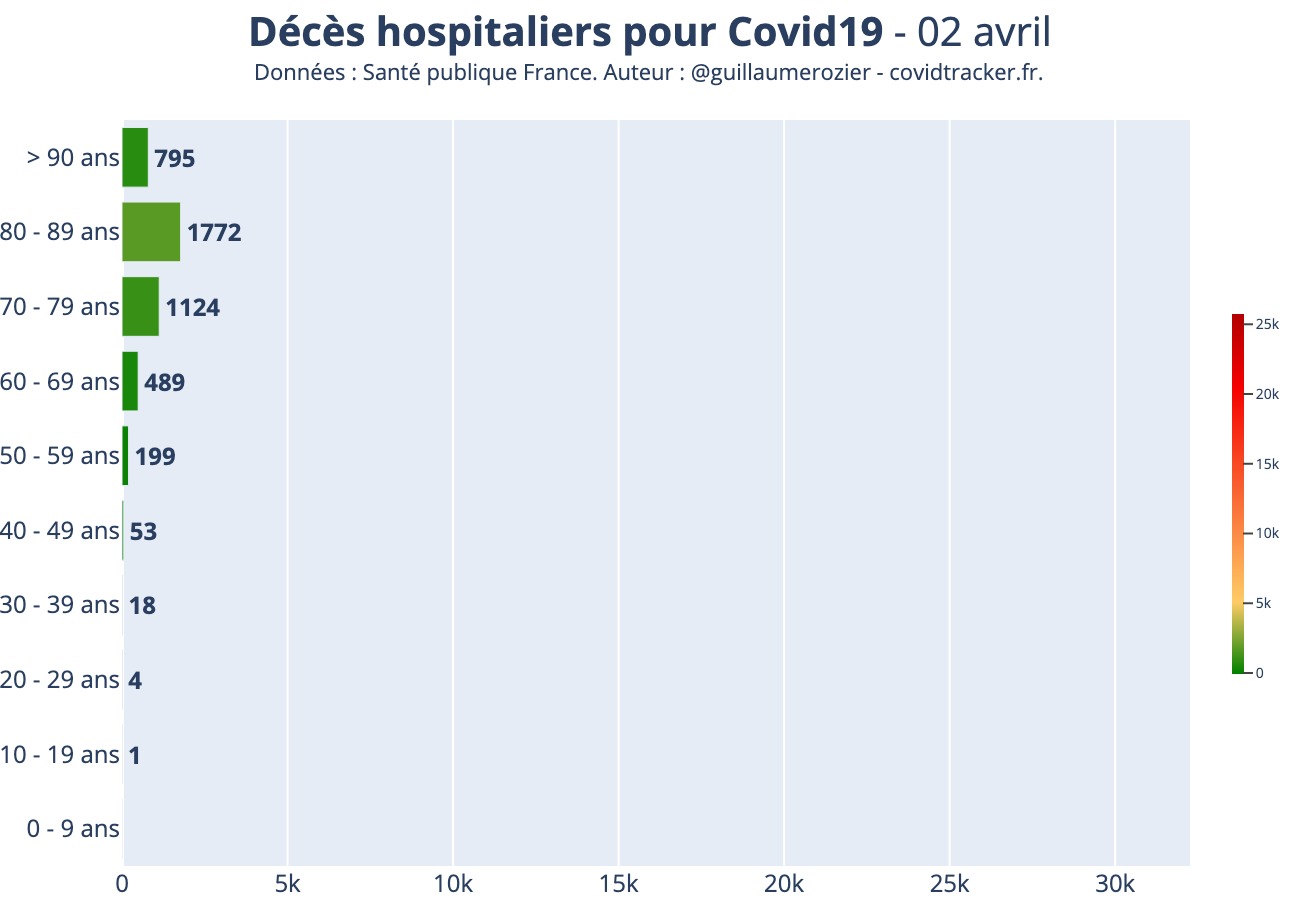 Décès hospitaliers pour Covid19 - 02 avril
Données : Santé publique France. Auteur : @guillaumerozier - covidtracker.fr.
> 90 ans 795
80 - 89 ans 1772
70 - 79 ans 1124
60 - 69 ans 489
50 - 59 ans 199
40 - 49 ans 53
30 - 39 ans 18
20 - 29 ans 4
10 - 19 ans 1
0 - 9 ans
0 5k 10k 15k 20k 25k 30k
25k
20k
15k
10k
5k
0